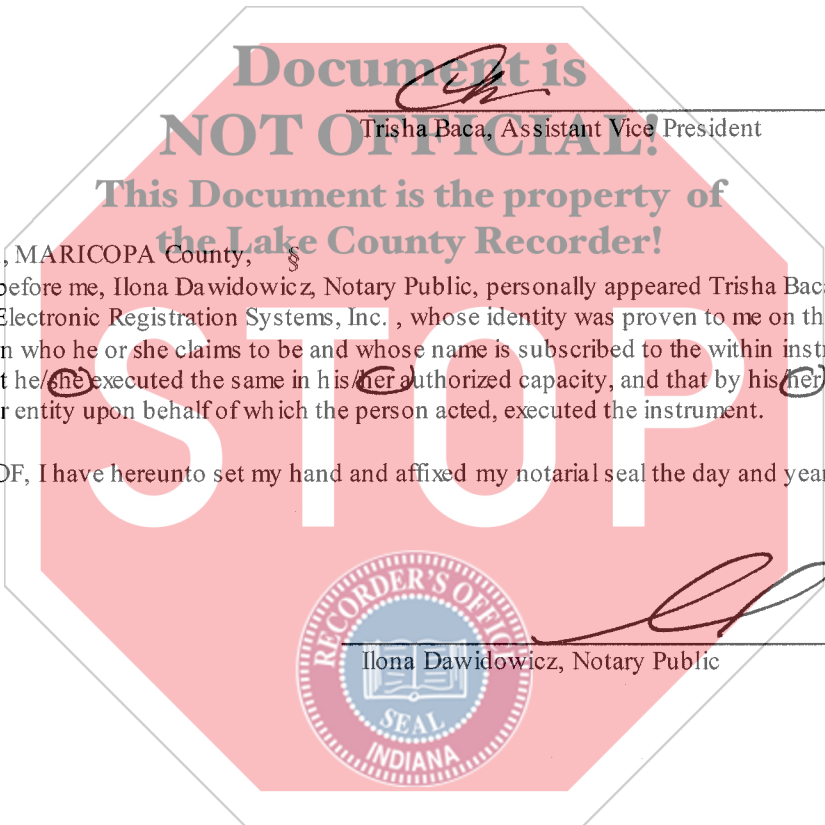 Document is
NOT OFFICIAL!
Trisha Baca, Assistant Vice President
This Document is the property of
the Lake County Recorder!
, MARICOPA County, §
before me, Ilona Dawidowicz, Notary Public, personally appeared Trisha Bac
Electronic Registration Systems, Inc. , whose identity was proven to me on th
n who he or she claims to be and whose name is subscribed to the within instr
t he/she executed the same in his/her authorized capacity, and that by his/her
r entity upon behalf of which the person acted, executed the instrument.
STOP
OF, I have hereunto set my hand and affixed my notarial seal the day and year
Ilona Dawidowicz, Notary Public
RECORDER'S OFFICE
SEAL
INDIANA